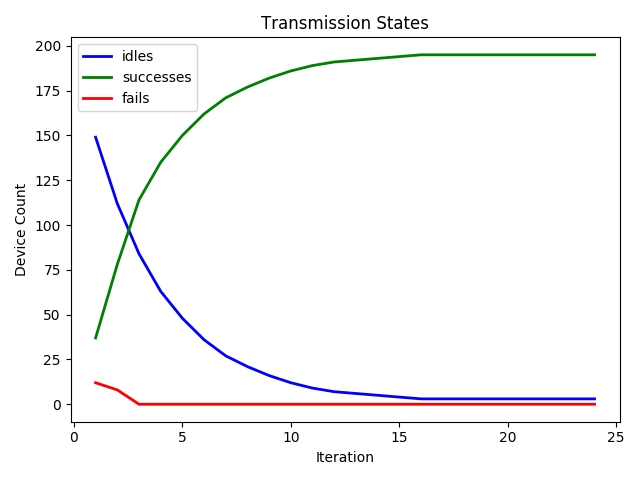 Transmission States
idles
successes
fails
Device Count
200
175
150
125
100
75
50
25
0
0 5 10 15 20 25
Iteration